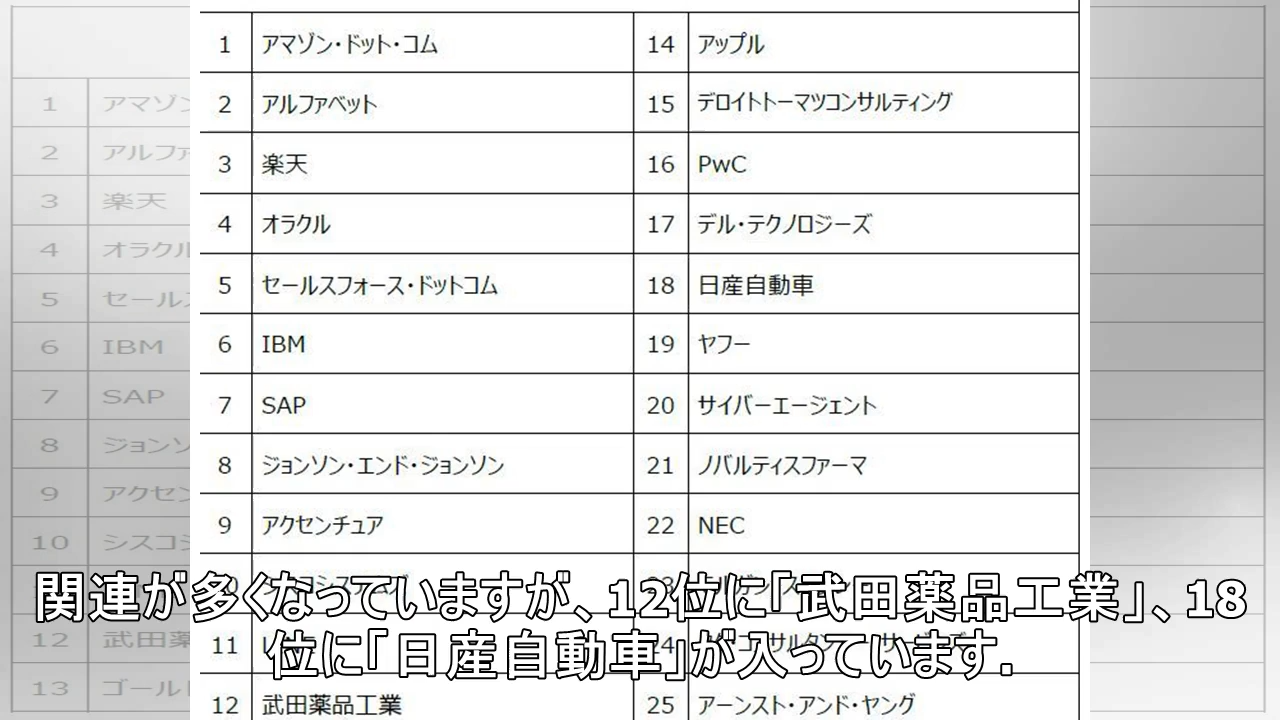 1 アマゾン・ドット・コム
2 アルファベット
3 楽天
4 オラクル
5 セールスフォース・ドットコム
6 IBM
7 SAP
8 ジョンソン・エンド・ジョンソン
9 アクセンチュア
11
12 武田薬品工業
14 アップル
15 デロイトトーマツコンサルティング
16 PwC
17 デル・テクノロジーズ
18 日産自動車
19 ヤフー
20 サイバーエージェント
21 ノバルティスファーマ
22 NEC
24
25 アーンスト・アンド・ヤング
関連が多くなっていますが、12位に「武田薬品工業」、18
位に「日産自動車」が入っています.
1 アマゾン
2 アルファ
3 楽天
4 オラクル
5 セール
6 IBM
7 SAP
8 ジョンソ
9 アクセン
10 シスコシ
12 武田薬
13 ゴールド